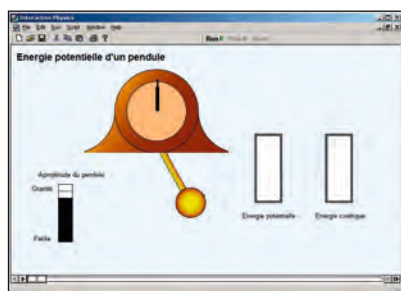 Interactive Physics
File Edit Run Script Window Help
Run
Energie potentielle d'un pendule
Amplitude du pendule
Grande
Petite
Energie potentielle
Energie cinétique